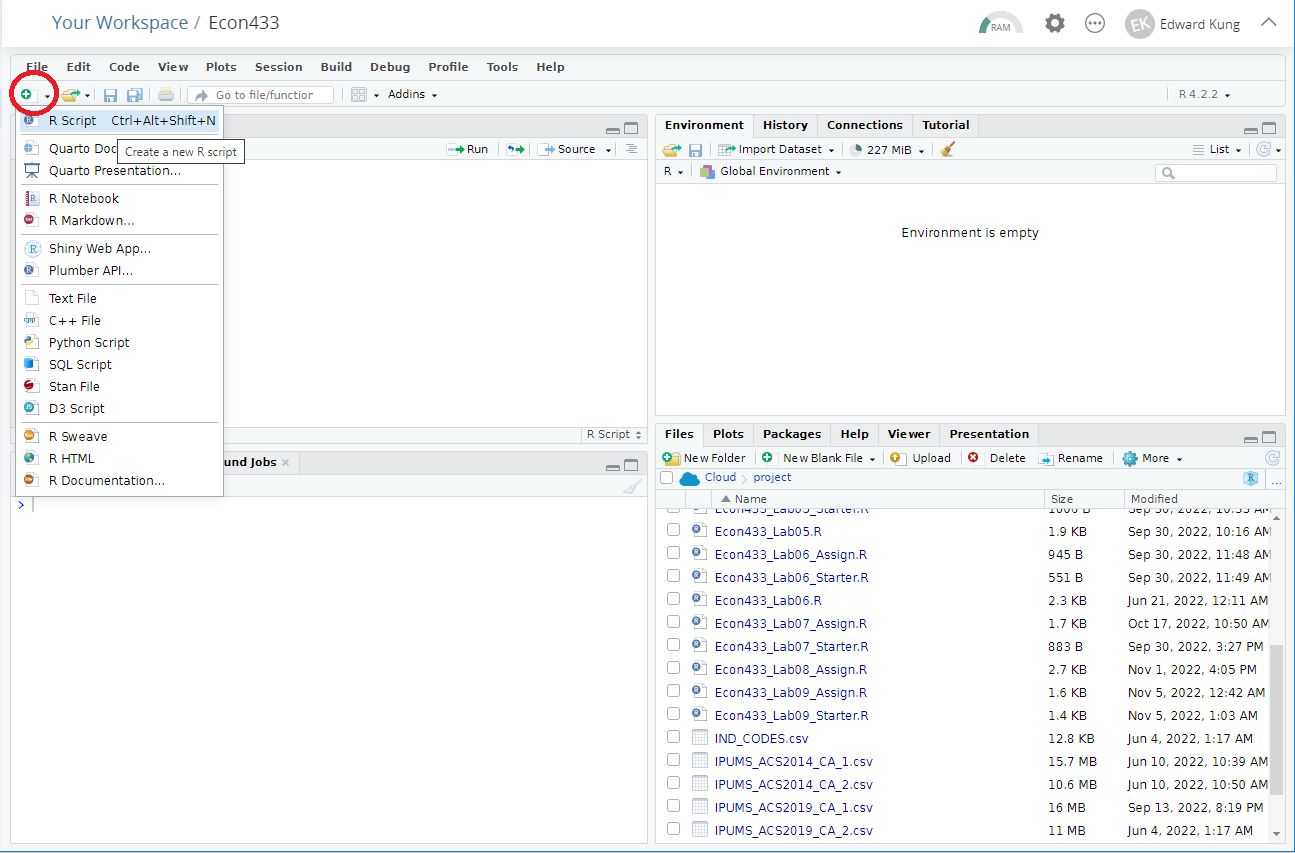 Your Workspace / Econ433
RAM
EK Edward Kung
File Edit Code View Plots Session Build Debug Profile Tools Help
Go to file/function
Addins
R 4.2.2
R Script Ctrl+Alt+Shift+N
Create a new R script
Quarto Doc
Quarto Presentation...
R Notebook
R Markdown...
Shiny Web App...
Plumber API...
Text File
C++ File
Python Script
SQL Script
Stan File
D3 Script
R Sweave
R HTML
R Documentation...
Run
Source
R Script
und Jobs
>
Environment History Connections Tutorial
Import Dataset 227 MiB List
R Global Environment
Environment is empty
Files Plots Packages Help Viewer Presentation
New Folder New Blank File Upload Delete Rename More
Cloud project ...
Name Size Modified
Econ433_Lab05_Starter.R 1000 B Sep 30, 2022, 10:33 AM
Econ433_Lab05.R 1.9 KB Sep 30, 2022, 10:16 AM
Econ433_Lab06_Assign.R 945 B Sep 30, 2022, 11:48 AM
Econ433_Lab06_Starter.R 551 B Sep 30, 2022, 11:49 AM
Econ433_Lab06.R 2.3 KB Jun 21, 2022, 12:11 AM
Econ433_Lab07_Assign.R 1.7 KB Oct 17, 2022, 10:50 AM
Econ433_Lab07_Starter.R 883 B Sep 30, 2022, 3:27 PM
Econ433_Lab08_Assign.R 2.7 KB Nov 1, 2022, 4:05 PM
Econ433_Lab09_Assign.R 1.6 KB Nov 5, 2022, 12:42 AM
Econ433_Lab09_Starter.R 1.4 KB Nov 5, 2022, 1:03 AM
IND_CODES.csv 12.8 KB Jun 4, 2022, 1:17 AM
IPUMS_ACS2014_CA_1.csv 15.7 MB Jun 10, 2022, 10:39 AM
IPUMS_ACS2014_CA_2.csv 10.6 MB Jun 10, 2022, 10:50 AM
IPUMS_ACS2019_CA_1.csv 16 MB Sep 13, 2022, 8:19 PM
IPUMS_ACS2019_CA_2.csv 11 MB Jun 4, 2022, 1:17 AM